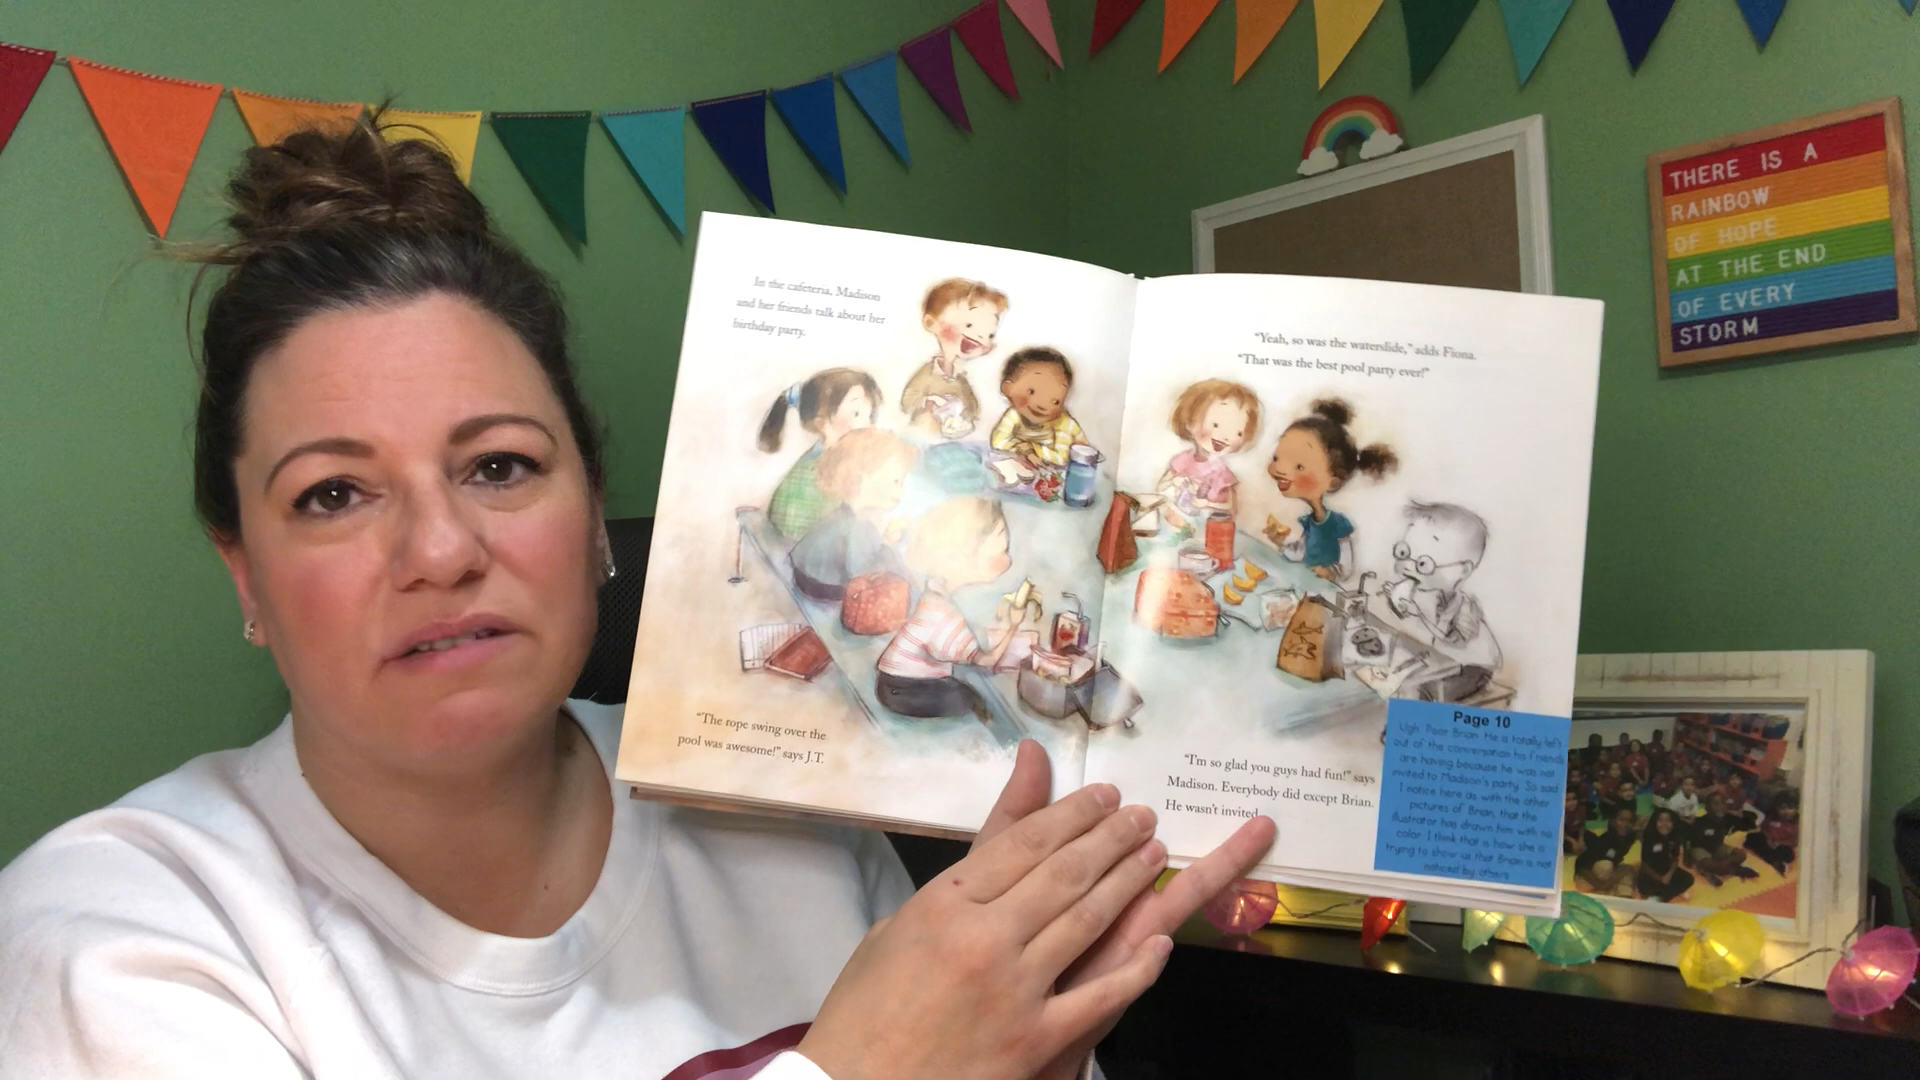 In the cafeteria, Madison
and her friends talk about her
birthday party.
"The rope swing over the
pool was awesome!" says J.T.
"Yeah, so was the waterslide," adds Fiona.
"That was the best pool party ever!"
"I'm so glad you guys had fun!" says
Madison. Everybody did except Brian.
He wasn't invited
Page 10
Ugh. Poor Brian. He is totally left
out of the conversation his friends
are having because he was not
invited to Madison's party. So sad.
I notice here as with the other
pictures of Brian, that the
illustrator has drawn him with no
color. I think that is how she is
trying to show us that Brian is not
noticed by others.
THERE IS A
RAINBOW
OF HOPE
AT THE END
OF EVERY
STORM